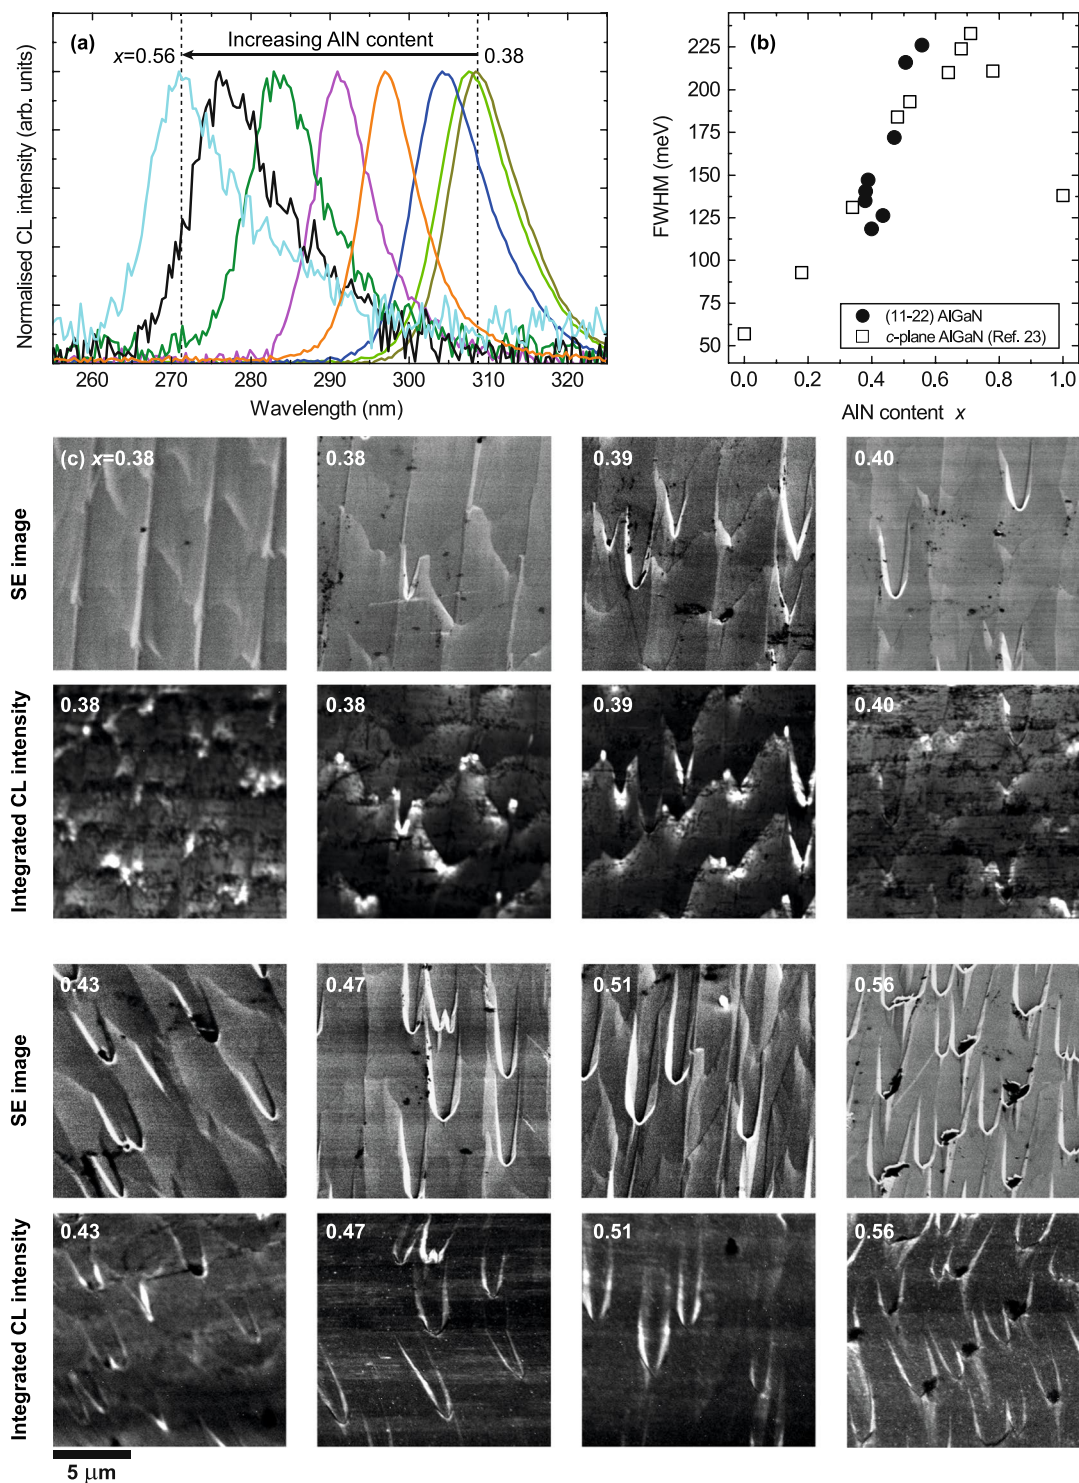 (a)
Increasing AlN content
x=0.56
0.38
Normalised CL intensity (arb. units)
260 270 280 290 300 310 320
Wavelength (nm)
(b)
225
200
175
150
125
100
75
50
FWHM (meV)
(11-22) AlGaN
c-plane AlGaN (Ref. 23)
0.0 0.2 0.4 0.6 0.8 1.0
AlN content x
SE image
(c) x=0.38
0.38
0.39
0.40
Integrated CL intensity
0.38
0.38
0.39
0.40
SE image
0.43
0.47
0.51
0.56
Integrated CL intensity
0.43
0.47
0.51
0.56
5 μm